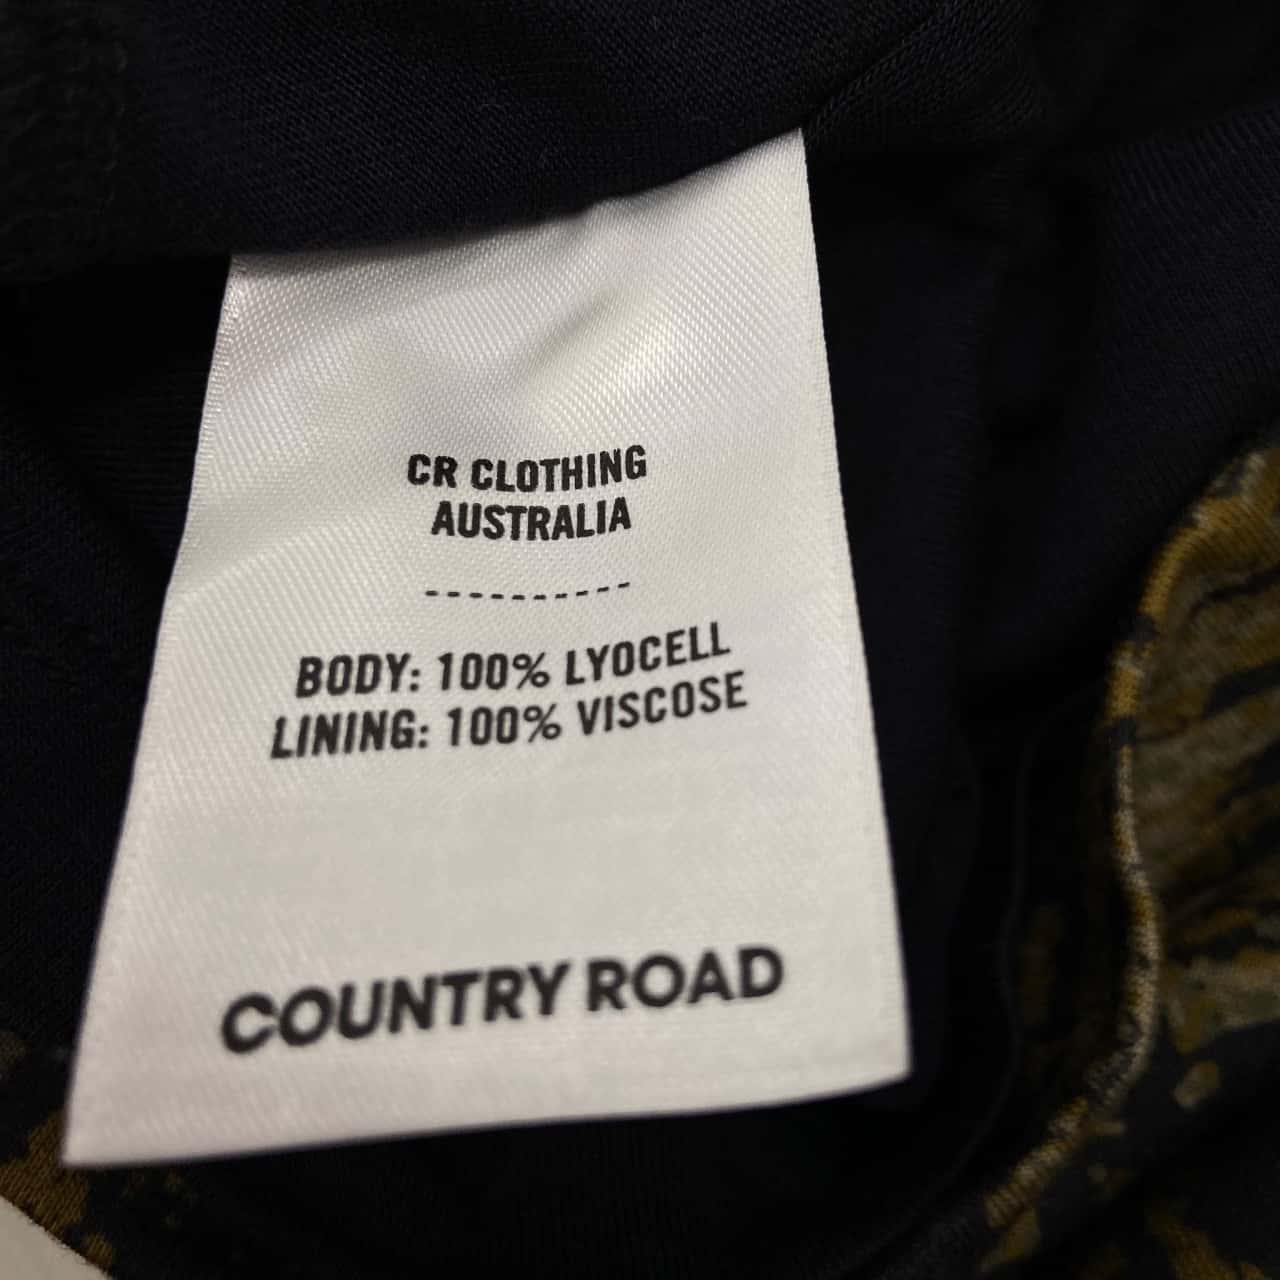 CR CLOTHING
AUSTRALIA
----------
BODY: 100% LYOCELL
LINING: 100% VISCOSE
COUNTRY ROAD